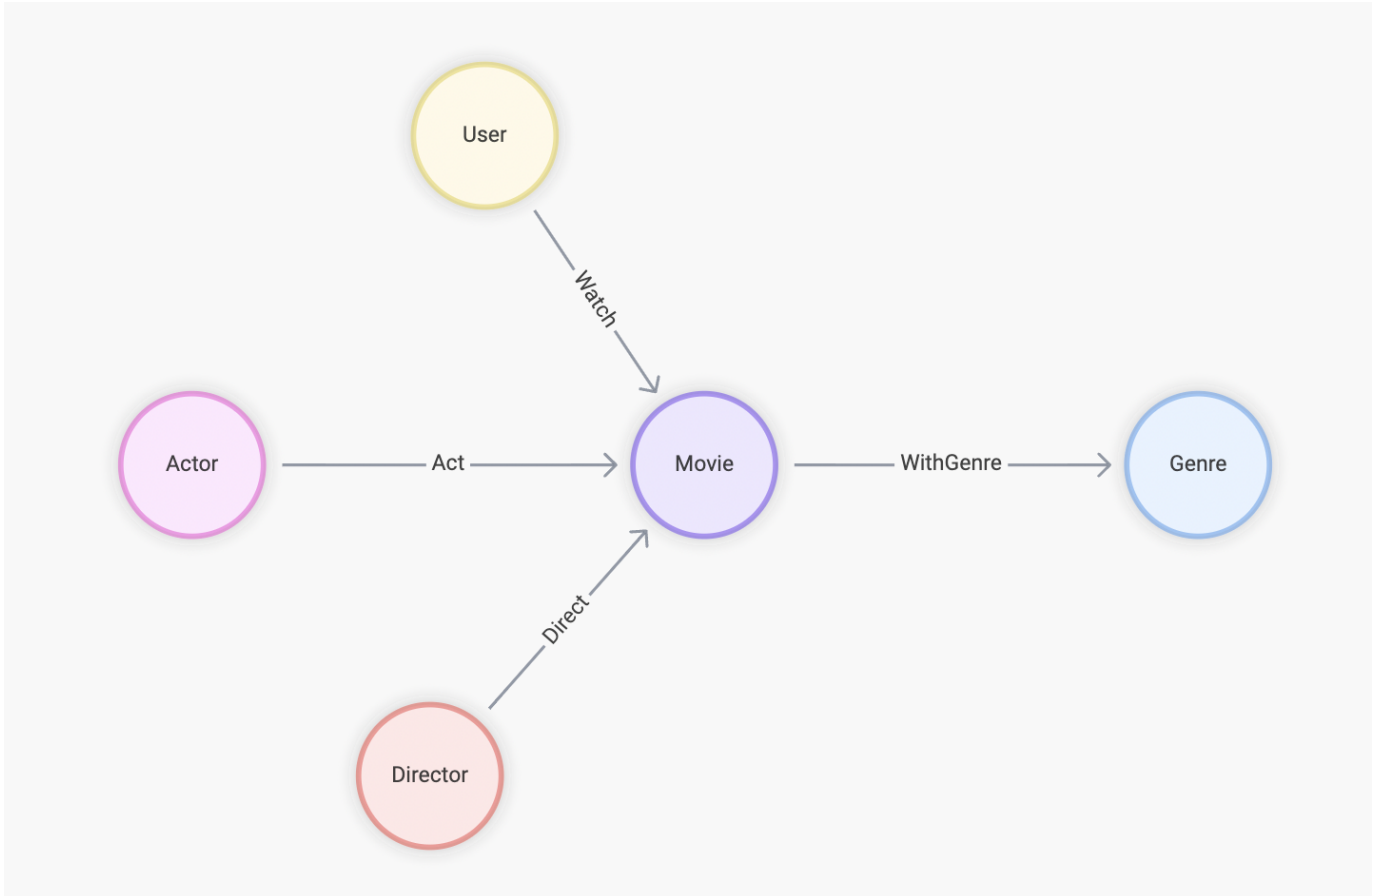 User
Watch
Actor
Act
Movie
WithGenre
Genre
Direct
Director